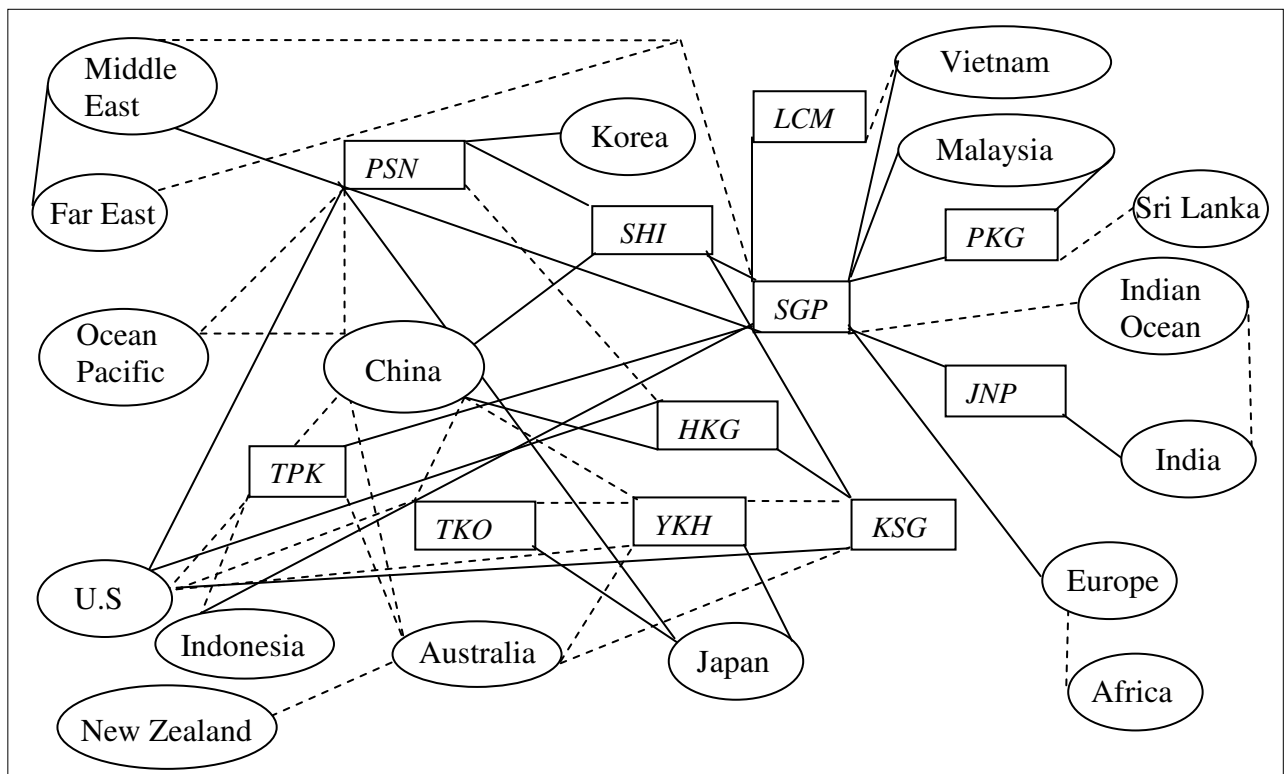 Middle
East
Vietnam
LCM
Korea
Malaysia
PSN
Far East
Sri Lanka
SHI
PKG
Indian
Ocean
SGP
Ocean
Pacific
China
JNP
HKG
India
TPK
TKO
YKH
KSG
U.S
Europe
Indonesia
Australia
Japan
Africa
New Zealand